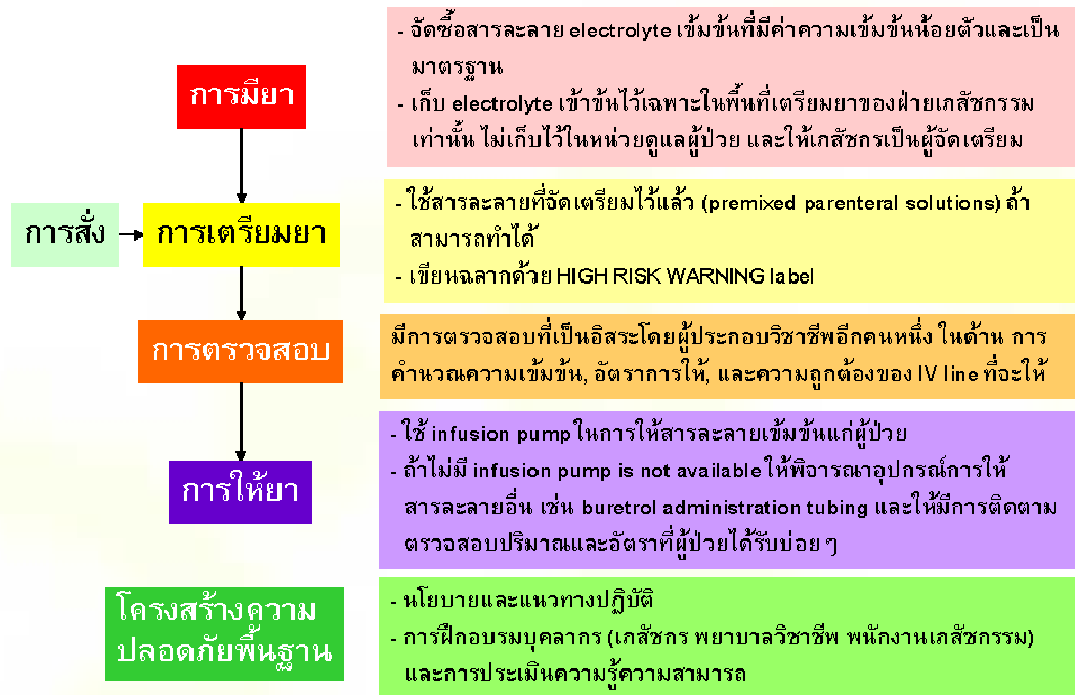 การมียา
- จัดซื้อสารละลาย electrolyte เข้มข้นที่มีค่าความเข้มข้นน้อยตัวและเป็น
มาตรฐาน
- เก็บ electrolyte เข้าข้นไว้เฉพาะในพื้นที่เตรียมยาของฝ่ายเภสัชกรรม
เท่านั้น ไม่เก็บไว้ในหน่วยดูแลผู้ป่วย และให้เภสัชกรเป็นผู้จัดเตรียม
การสั่ง
การเตรียมยา
- ใช้สารละลายที่จัดเตรียมไว้แล้ว (premixed parenteral solutions) ถ้า
สามารถทำได้
- เขียนฉลากด้วย HIGH RISK WARNING label
การตรวจสอบ
มีการตรวจสอบที่เป็นอิสระโดยผู้ประกอบวิชาชีพอีกคนหนึ่ง ในด้าน การ
คำนวณความเข้มข้น, อัตราการให้, และความถูกต้องของ IV line ที่จะให้
การให้ยา
- ใช้ infusion pump ในการให้สารละลายเข้มข้นแก่ผู้ป่วย
- ถ้าไม่มี infusion pump is not available ให้พิจารณาอุปกรณ์การให้
สารละลายอื่น เช่น buretrol administration tubing และให้มีการติดตาม
ตรวจสอบปริมาณและอัตราที่ผู้ป่วยได้รับบ่อยๆ
โครงสร้างความ
ปลอดภัยพื้นฐาน
- นโยบายและแนวทางปฏิบัติ
- การฝึกอบรมบุคลากร (เภสัชกร พยาบาลวิชาชีพ พนักงานเภสัชกรรม)
และการประเมินความรู้ความสามารถ